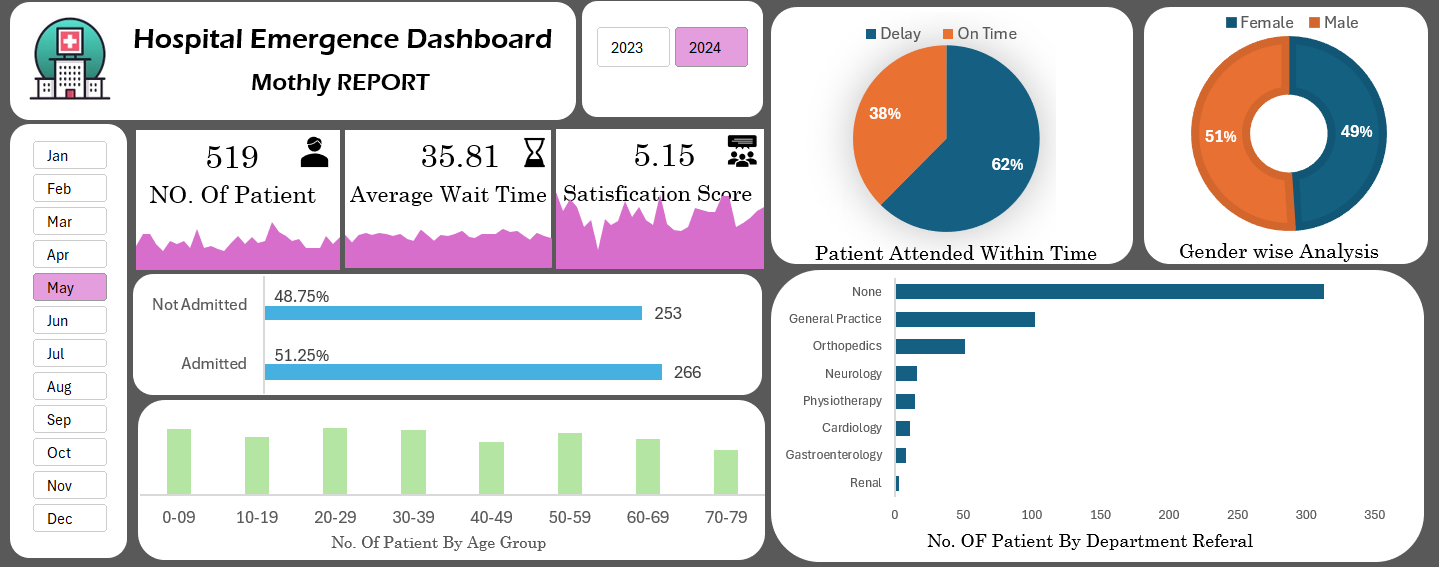 Hospital Emergence Dashboard
Mothly REPORT
2023
2024
Jan
Feb
Mar
Apr
May
Jun
Jul
Aug
Sep
Oct
Nov
Dec
519
NO. Of Patient
35.81
Average Wait Time
5.15
Satisfication Score
Delay
On Time
38%
62%
Patient Attended Within Time
Female
Male
51%
49%
Gender wise Analysis
Not Admitted
48.75%
253
Admitted
51.25%
266
0-09 10-19 20-29 30-39 40-49 50-59 60-69 70-79
No. Of Patient By Age Group
None
General Practice
Orthopedics
Neurology
Physiotherapy
Cardiology
Gastroenterology
Renal
0 50 100 150 200 250 300 350
No. OF Patient By Department Referal